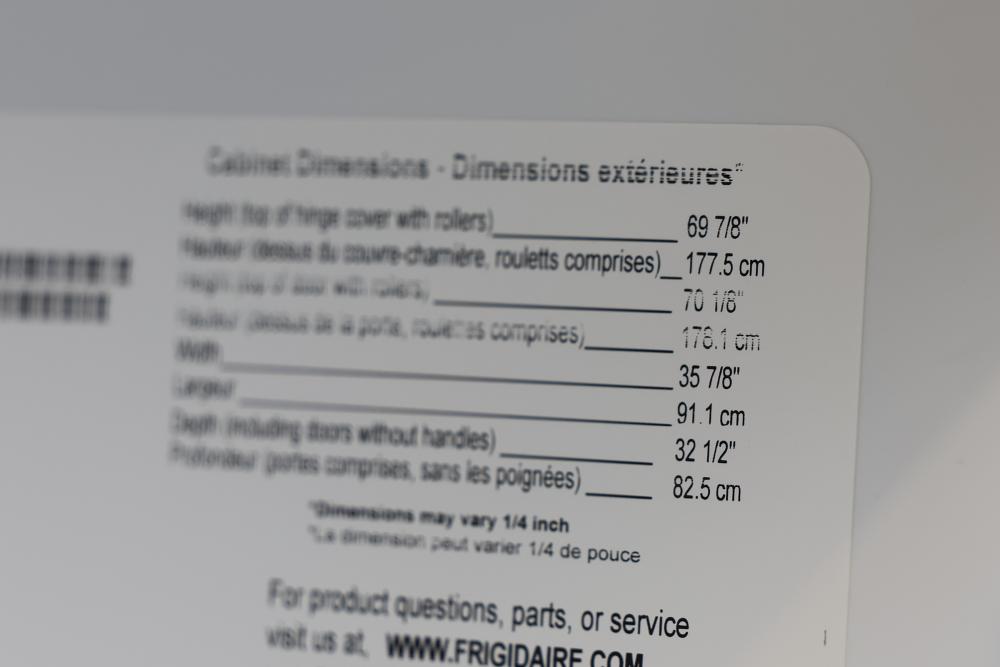 Cabinet Dimensions - Dimensions extérieures*
Height (top of hinge cover with rollers) 69 7/8"
Hauteur (dessus du couvre-charnière, rouletts comprises) 177.5 cm
Height (top of door with rollers) 70 1/8"
Hauteur (dessus de la porte, roulettes comprises) 178.1 cm
Width 35 7/8"
Largeur 91.1 cm
Depth (including doors without handles) 32 1/2"
Profondeur (portes comprises, sans les poignées) 82.5 cm
*Dimensions may vary 1/4 inch
*La dimension peut varier 1/4 de pouce
For product questions, parts, or service
visit us at, WWW.FRIGIDAIRE.COM